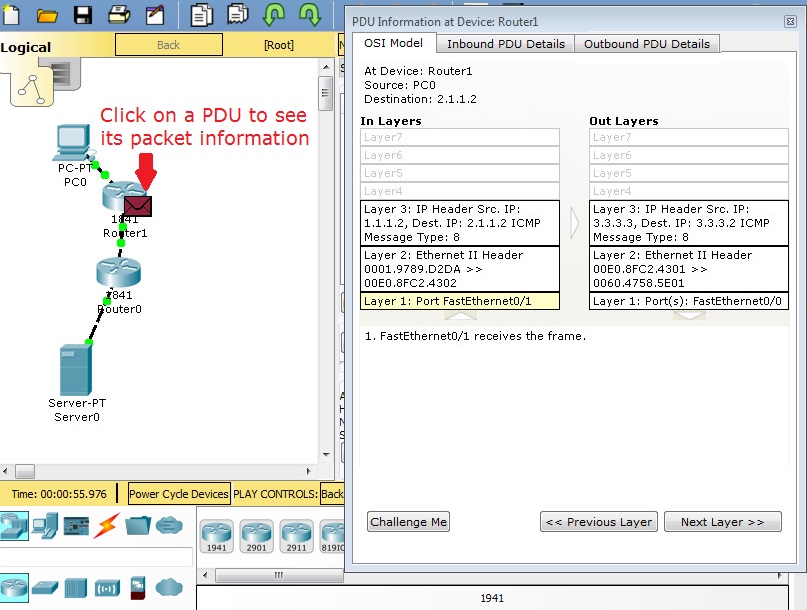 Logical
Back
[Root]
N
S
Click on a PDU to see
its packet information
PC-PT
PC0
1841
Router1
1841
Router0
Server-PT
Server0
Time: 00:00:55.976
Power Cycle Devices
PLAY CONTROLS:
Back
1941
2901
2911
819IO
1941
PDU Information at Device: Router1
OSI Model
Inbound PDU Details
Outbound PDU Details
At Device: Router1
Source: PC0
Destination: 2.1.1.2
In Layers
Layer7
Layer6
Layer5
Layer4
Layer 3: IP Header Src. IP:
1.1.1.2, Dest. IP: 2.1.1.2 ICMP
Message Type: 8
Layer 2: Ethernet II Header
0001.9789.D2DA >>
00E0.8FC2.4302
Layer 1: Port FastEthernet0/1
Out Layers
Layer7
Layer6
Layer5
Layer4
Layer 3: IP Header Src. IP:
3.3.3.3, Dest. IP: 3.3.3.2 ICMP
Message Type: 8
Layer 2: Ethernet II Header
00E0.8FC2.4301 >>
0060.4758.5E01
Layer 1: Port(s): FastEthernet0/0
1. FastEthernet0/1 receives the frame.
Challenge Me
<< Previous Layer
Next Layer >>